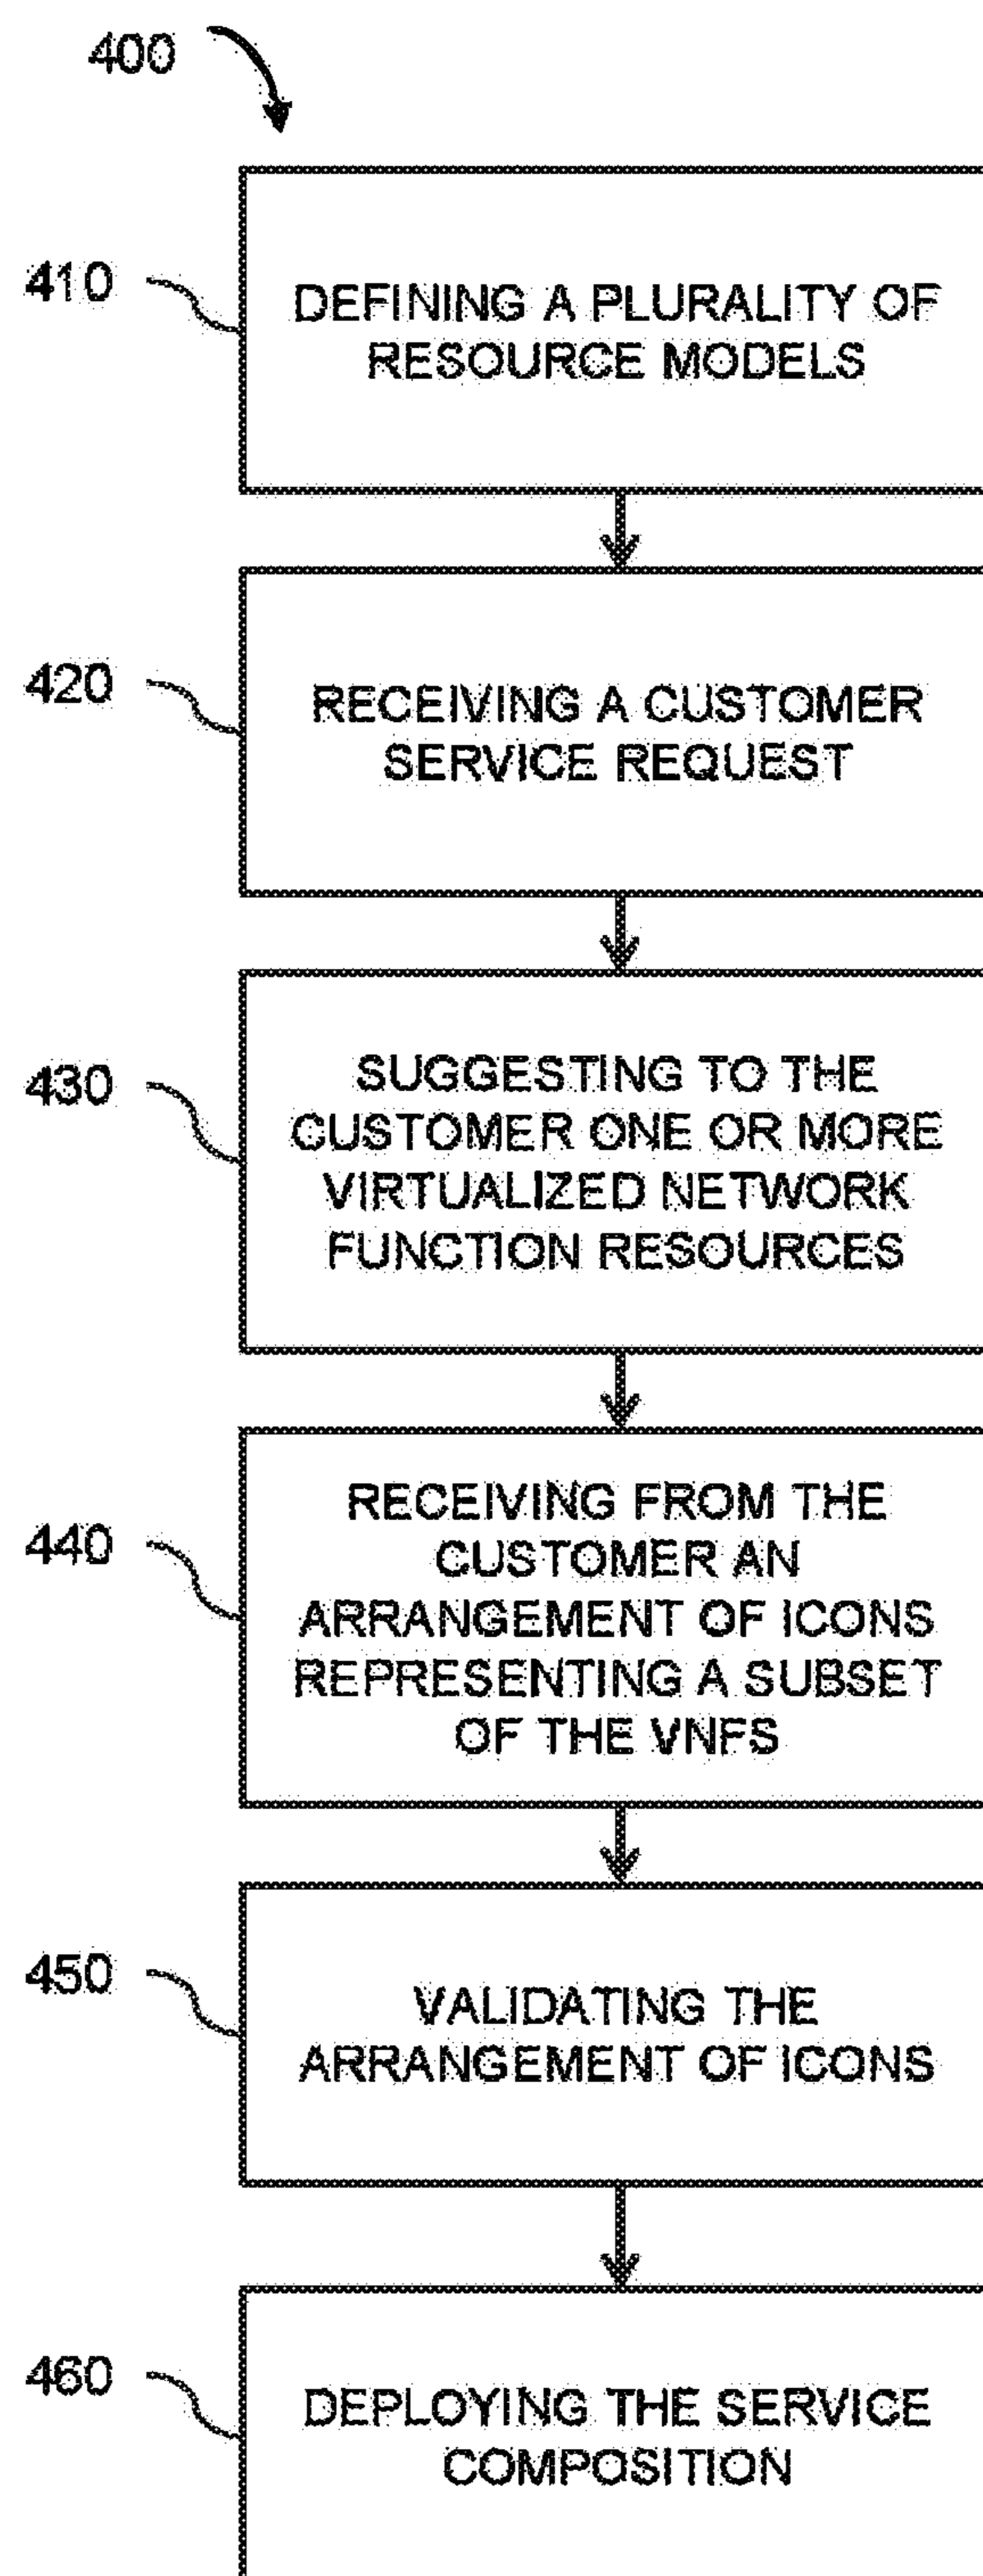 400
410
DEFINING A PLURALITY OF
RESOURCE MODELS
420
RECEIVING A CUSTOMER
SERVICE REQUEST
430
SUGGESTING TO THE
CUSTOMER ONE OR MORE
VIRTUALIZED NETWORK
FUNCTION RESOURCES
440
RECEIVING FROM THE
CUSTOMER AN
ARRANGEMENT OF ICONS
REPRESENTING A SUBSET
OF THE VNFS
450
VALIDATING THE
ARRANGEMENT OF ICONS
460
DEPLOYING THE SERVICE
COMPOSITION